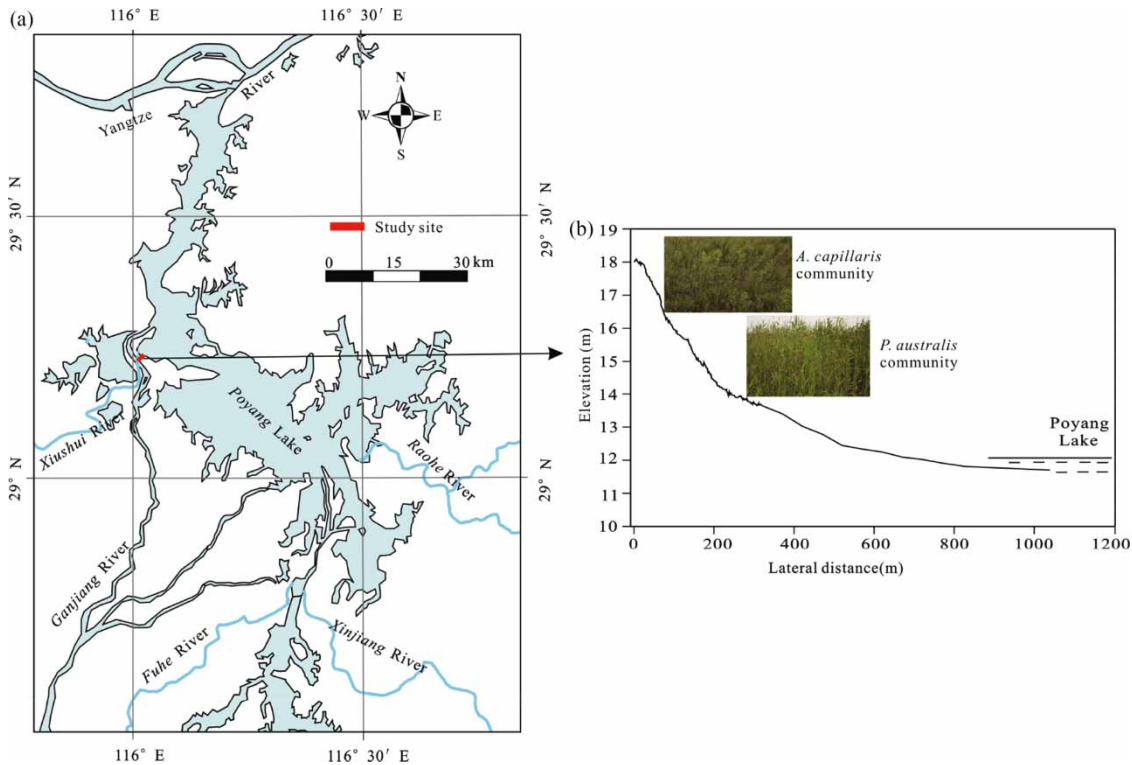 (a)
116° E
116° 30′ E
N
W
E
S
Yangtze
River
29° 30′ N
29° 30′ N
Study site
0
15
30 km
Poyang Lake
Xiushui River
Raohe River
29° N
29° N
Ganjiang River
Fuhe River
Xinjiang River
116° E
116° 30′ E
(b)
19
18
17
16
15
14
13
12
11
10
Elevation (m)
A. capillaris
community
P. australis
community
Poyang
Lake
0
200
400
600
800
1000
1200
Lateral distance(m)